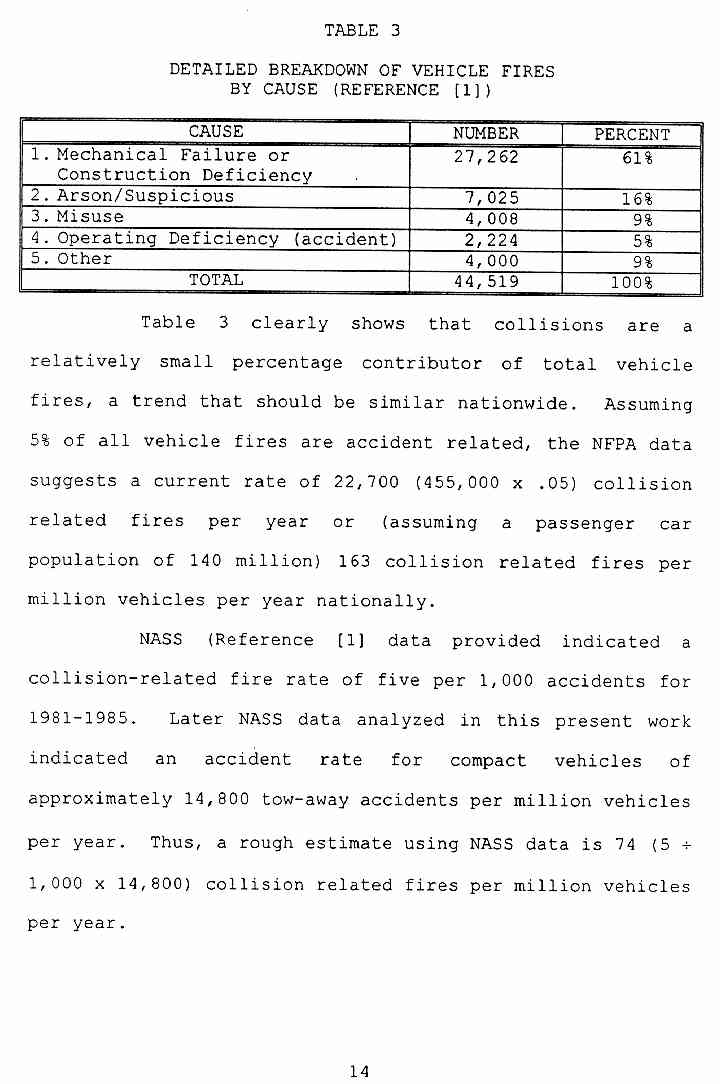 TABLE 3
DETAILED BREAKDOWN OF VEHICLE FIRES
BY CAUSE (REFERENCE [1])
CAUSE NUMBER PERCENT
1. Mechanical Failure or 27,262 61%
Construction Deficiency
2. Arson/Suspicious 7,025 16%
3. Misuse 4,008 9%
4. Operating Deficiency (accident) 2,224 5%
5. Other 4,000 9%
TOTAL 44,519 100%
Table 3 clearly shows that collisions are a
relatively small percentage contributor of total vehicle
fires, a trend that should be similar nationwide. Assuming
5% of all vehicle fires are accident related, the NFPA data
suggests a current rate of 22,700 (455,000 x .05) collision
related fires per year or (assuming a passenger car
population of 140 million) 163 collision related fires per
million vehicles per year nationally.
NASS (Reference [1] data provided indicated a
collision-related fire rate of five per 1,000 accidents for
1981-1985. Later NASS data analyzed in this present work
indicated an accident rate for compact vehicles of
approximately 14,800 tow-away accidents per million vehicles
per year. Thus, a rough estimate using NASS data is 74 (5 ÷
1,000 x 14,800) collision related fires per million vehicles
per year.
14